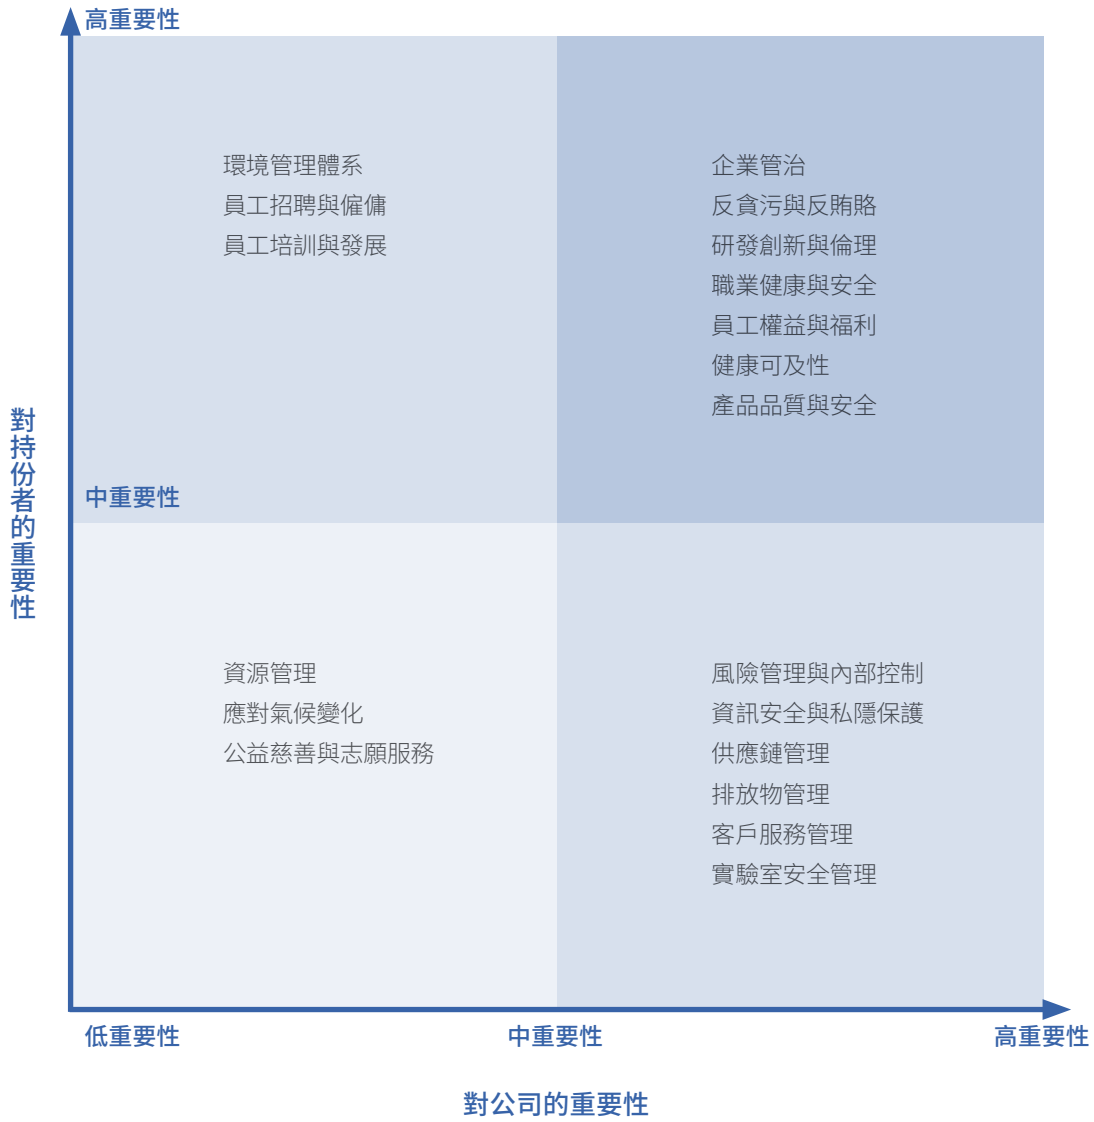 高重要性
環境管理體系
員工招聘與僱傭
員工培訓與發展
企業管治
反貪污與反賄賂
研發創新與倫理
職業健康與安全
員工權益與福利
健康可及性
產品品質與安全
對持份者的重要性
中重要性
資源管理
應對氣候變化
公益慈善與志願服務
風險管理與內部控制
資訊安全與私隱保護
供應鏈管理
排放物管理
客戶服務管理
實驗室安全管理
低重要性
中重要性
高重要性
對公司的重要性